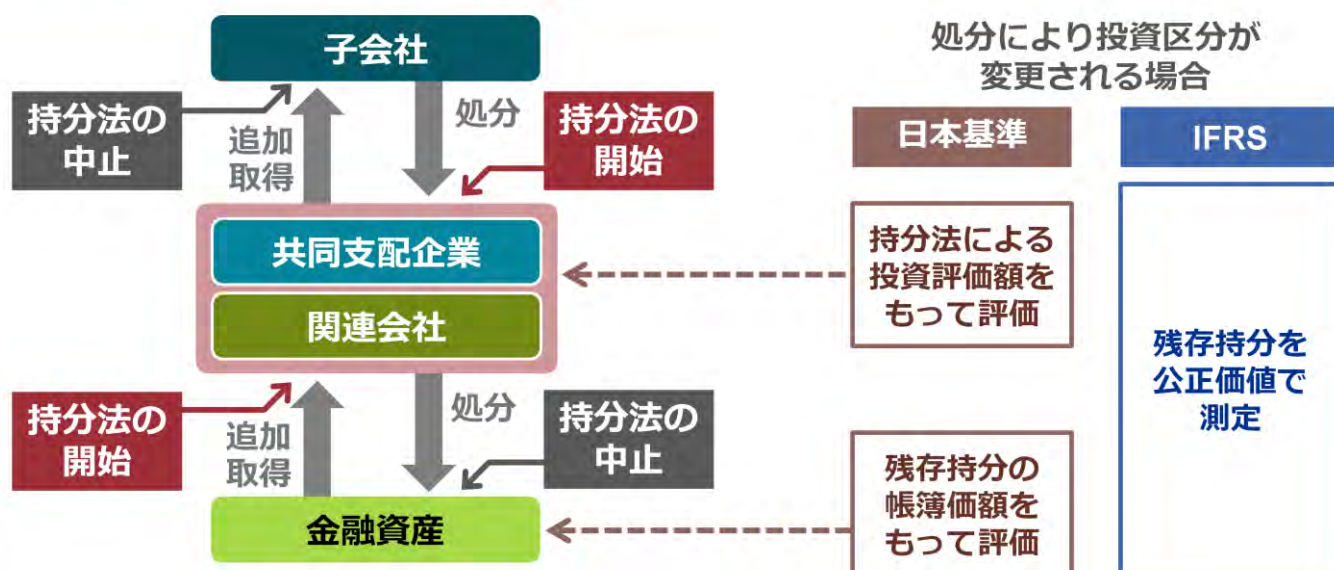 子会社
持分法の
中止
追加
取得
処分
持分法の
開始
共同支配企業
関連会社
持分法の
開始
追加
取得
処分
持分法の
中止
金融資産
処分により投資区分が
変更される場合
日本基準
IFRS
持分法による
投資評価額を
もって評価
残存持分の
帳簿価額を
もって評価
残存持分を
公正価値で
測定